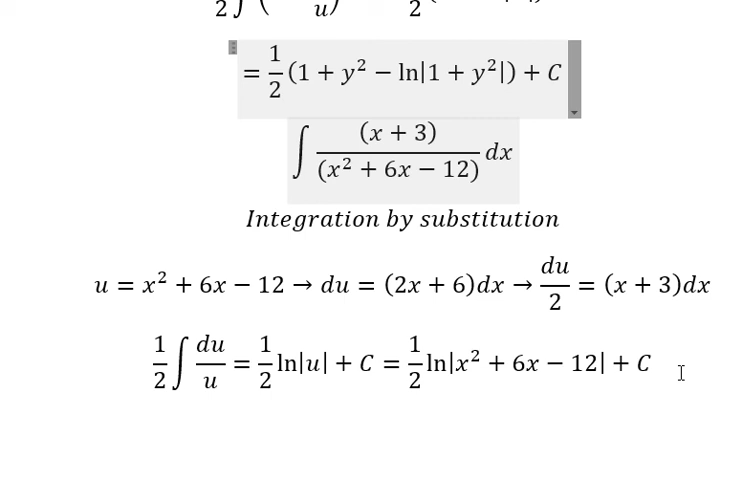 2∫ ( u) 2
= 1/2 (1 + y² − ln|1 + y²|) + C
∫ (x + 3)/(x² + 6x − 12) dx
Integration by substitution
u = x² + 6x − 12 → du = (2x + 6)dx → du/2 = (x + 3)dx
1/2 ∫ du/u = 1/2 ln|u| + C = 1/2 ln|x² + 6x − 12| + C